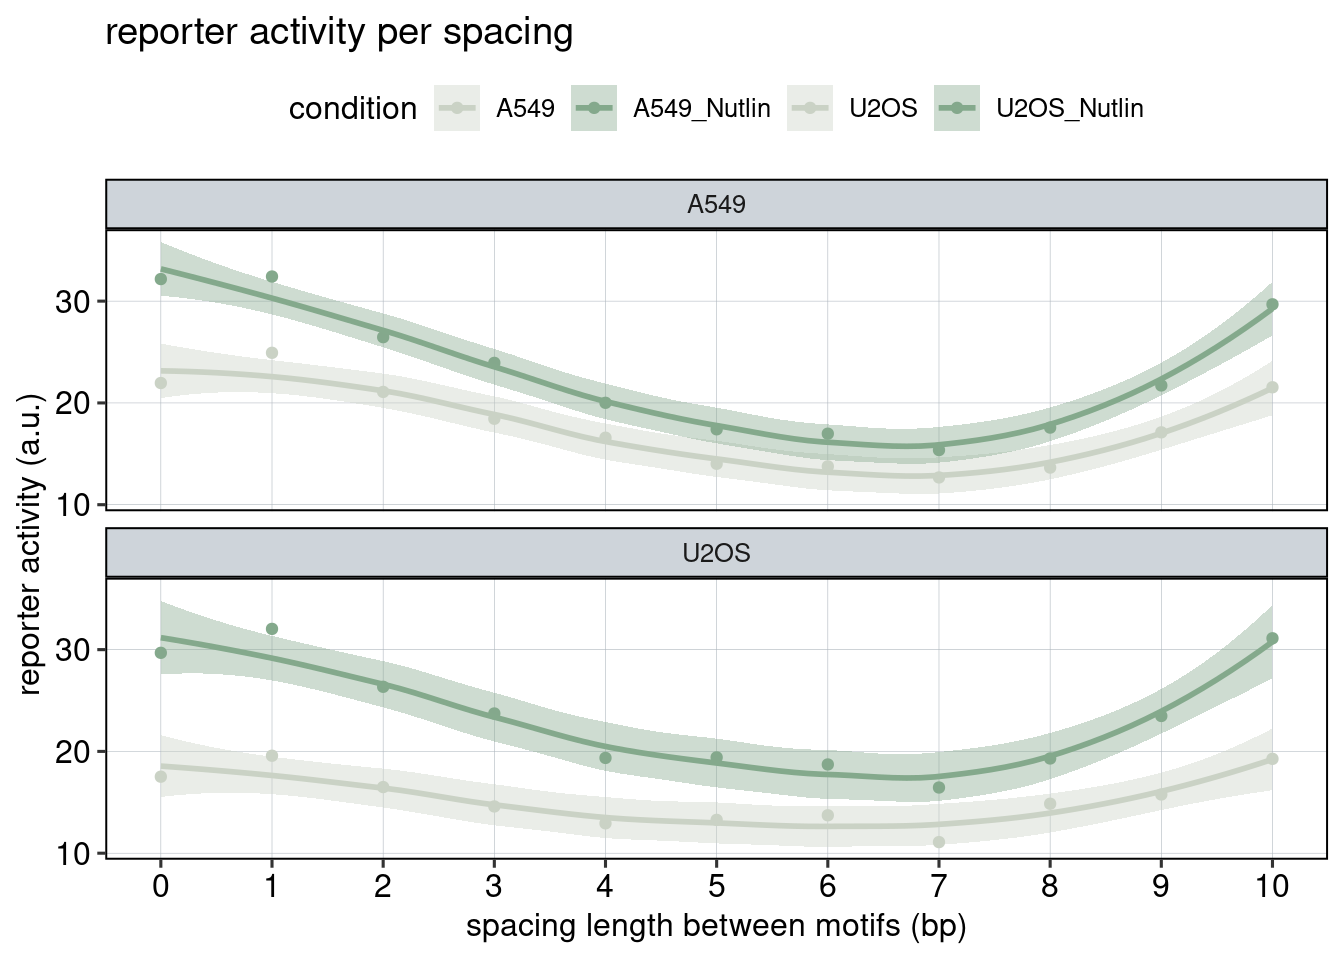 reporter activity per spacing
condition A549 A549_Nutlin U2OS U2OS_Nutlin
A549
30
20
10
reporter activity (a.u.)
U2OS
30
20
10
0 1 2 3 4 5 6 7 8 9 10
spacing length between motifs (bp)